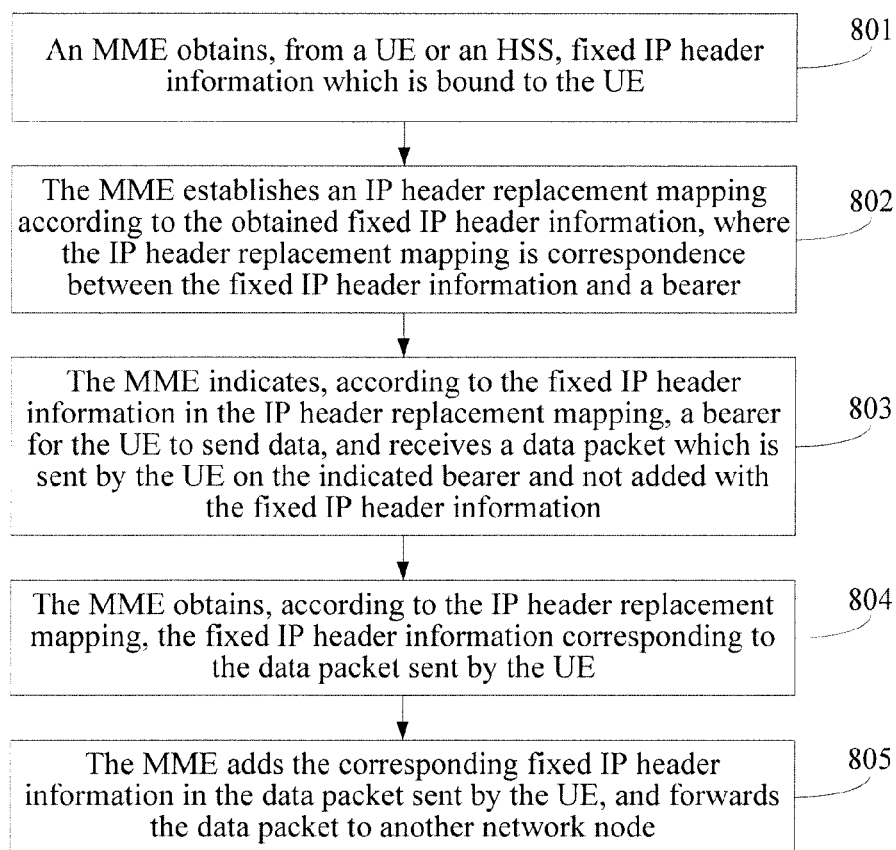 An MME obtains, from a UE or an HSS, fixed IP header
information which is bound to the UE
801
The MME establishes an IP header replacement mapping
according to the obtained fixed IP header information, where
the IP header replacement mapping is correspondence
between the fixed IP header information and a bearer
802
The MME indicates, according to the fixed IP header
information in the IP header replacement mapping, a bearer
for the UE to send data, and receives a data packet which is
sent by the UE on the indicated bearer and not added with
the fixed IP header information
803
The MME obtains, according to the IP header replacement
mapping, the fixed IP header information corresponding to
the data packet sent by the UE
804
The MME adds the corresponding fixed IP header
information in the data packet sent by the UE, and forwards
the data packet to another network node
805